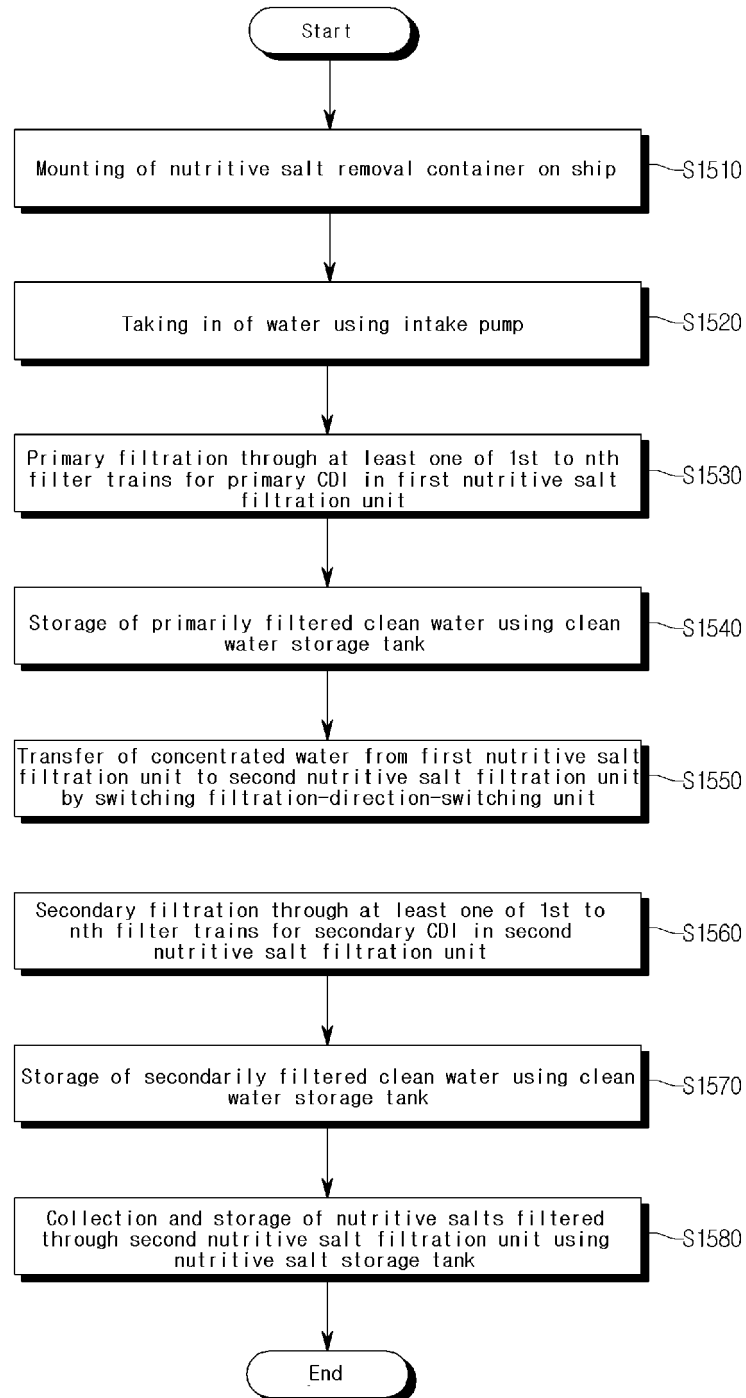 Start
Mounting of nutritive salt removal container on ship
S1510
Taking in of water using intake pump
S1520
Primary filtration through at least one of 1st to nth
filter trains for primary CDI in first nutritive salt
filtration unit
S1530
Storage of primarily filtered clean water using clean
water storage tank
S1540
Transfer of concentrated water from first nutritive salt
filtration unit to second nutritive salt filtration unit
by switching filtration-direction-switching unit
S1550
Secondary filtration through at least one of 1st to
nth filter trains for secondary CDI in second
nutritive salt filtration unit
S1560
Storage of secondarily filtered clean water using clean
water storage tank
S1570
Collection and storage of nutritive salts filtered
through second nutritive salt filtration unit using
nutritive salt storage tank
S1580
End